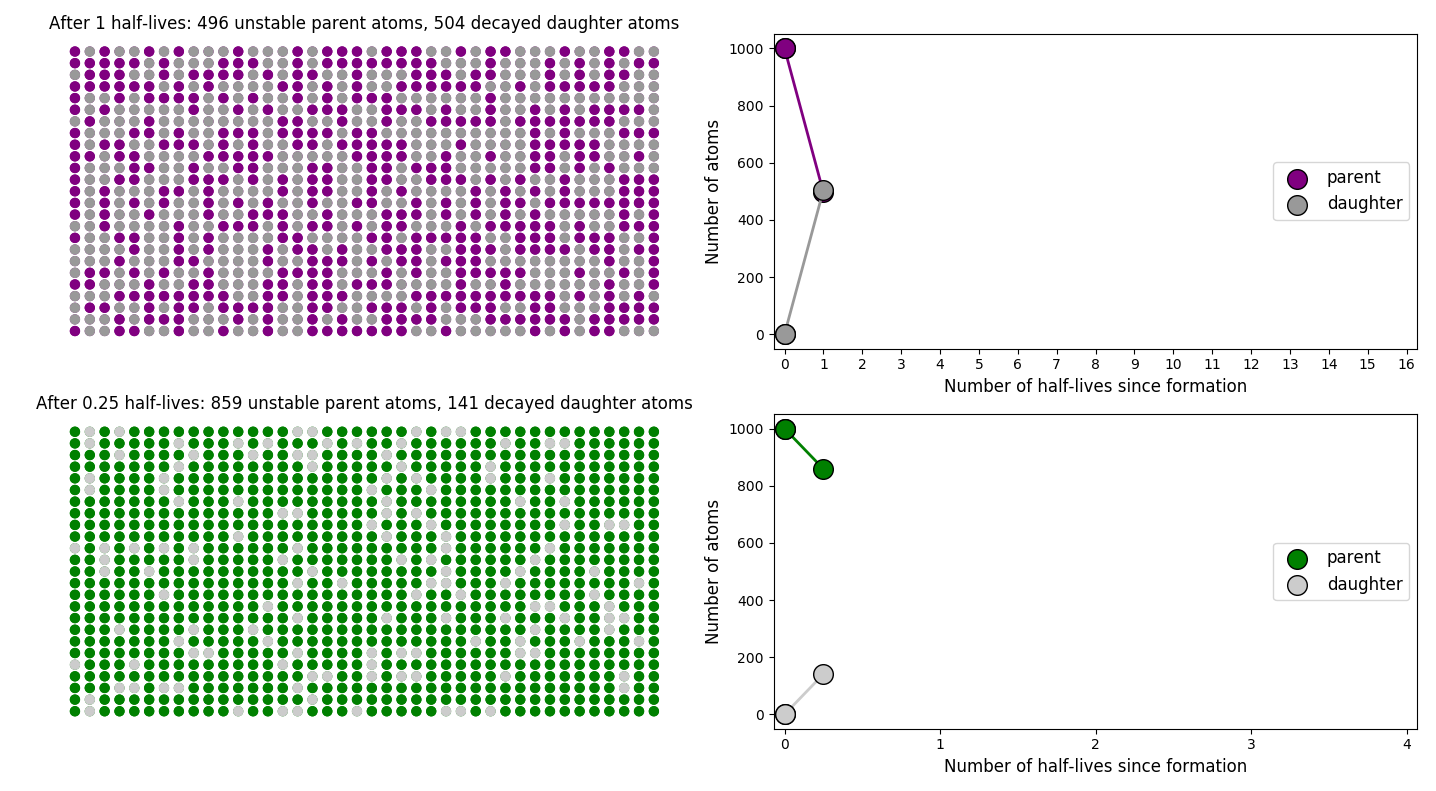 After 1 half-lives: 496 unstable parent atoms, 504 decayed daughter atoms
1000
800
600
400
200
0
Number of atoms
parent
daughter
0 1 2 3 4 5 6 7 8 9 10 11 12 13 14 15 16
Number of half-lives since formation
After 0.25 half-lives: 859 unstable parent atoms, 141 decayed daughter atoms
1000
800
600
400
200
0
Number of atoms
parent
daughter
0 1 2 3 4
Number of half-lives since formation